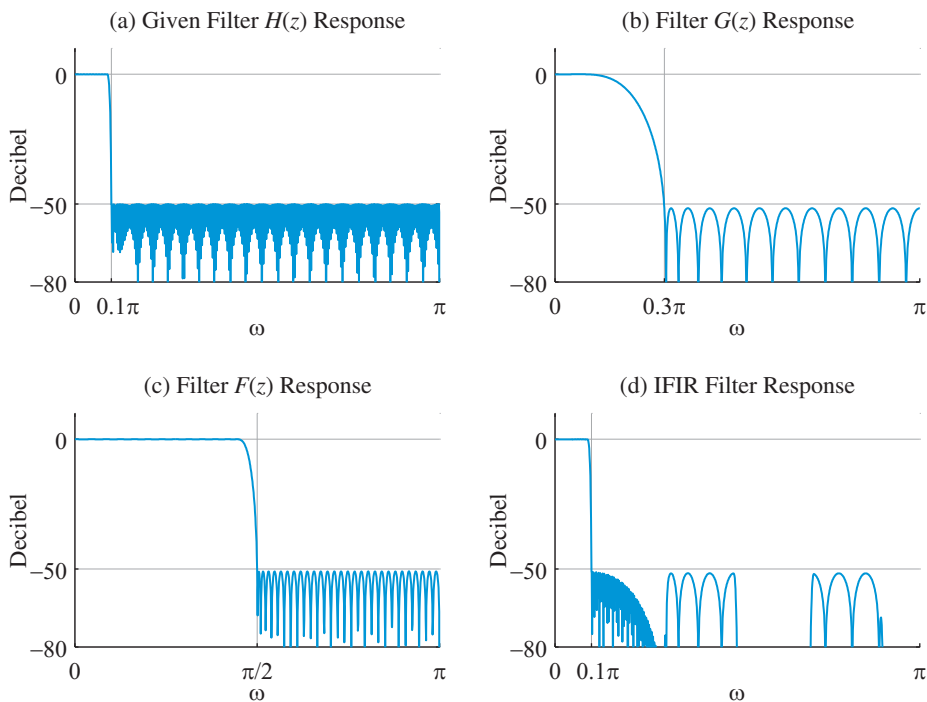 (a) Given Filter H(z) Response
Decibel
0
−50
−80
0
0.1π
π
ω
(b) Filter G(z) Response
Decibel
0
−50
−80
0
0.3π
π
ω
(c) Filter F(z) Response
Decibel
0
−50
−80
0
π/2
π
ω
(d) IFIR Filter Response
Decibel
0
−50
−80
0
0.1π
π
ω